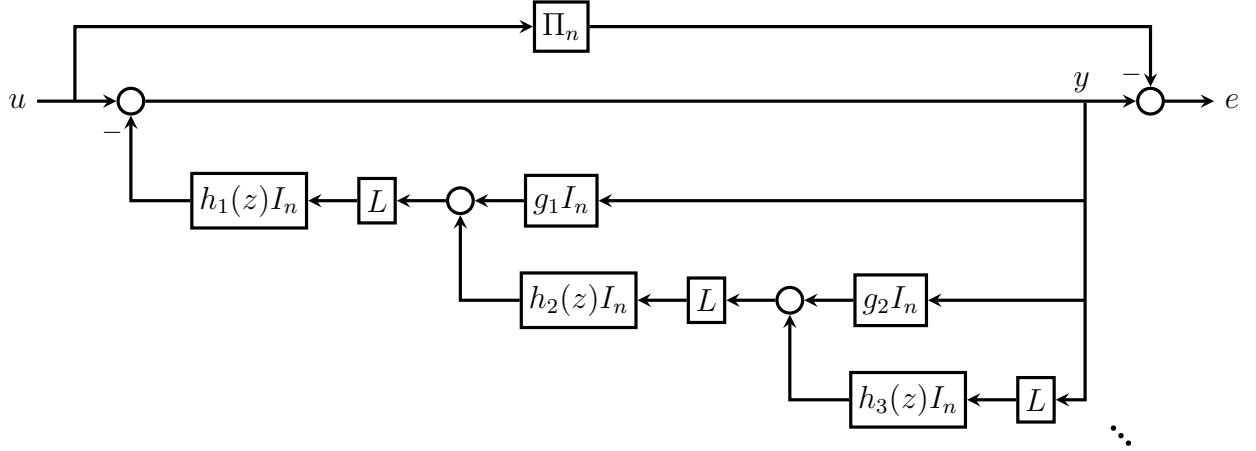 Π_n
u − y − e
h_1(z)I_n L g_1I_n
h_2(z)I_n L g_2I_n
h_3(z)I_n L
⋱